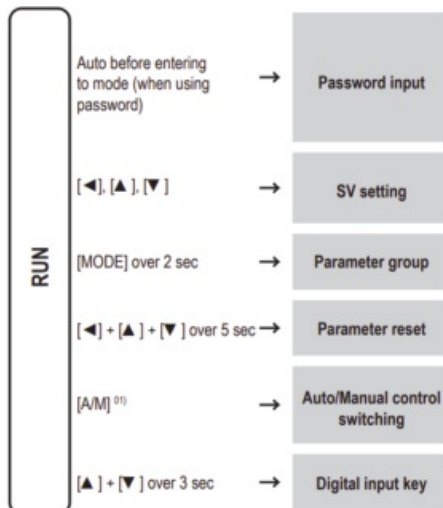 RUN
Auto before entering
to mode (when using
password)
→
Password input
[◀], [▲], [▼]
→
SV setting
[MODE] over 2 sec
→
Parameter group
[◀] + [▲] + [▼] over 5 sec
→
Parameter reset
[A/M] 01)
→
Auto/Manual control
switching
[▲] + [▼] over 3 sec
→
Digital input key